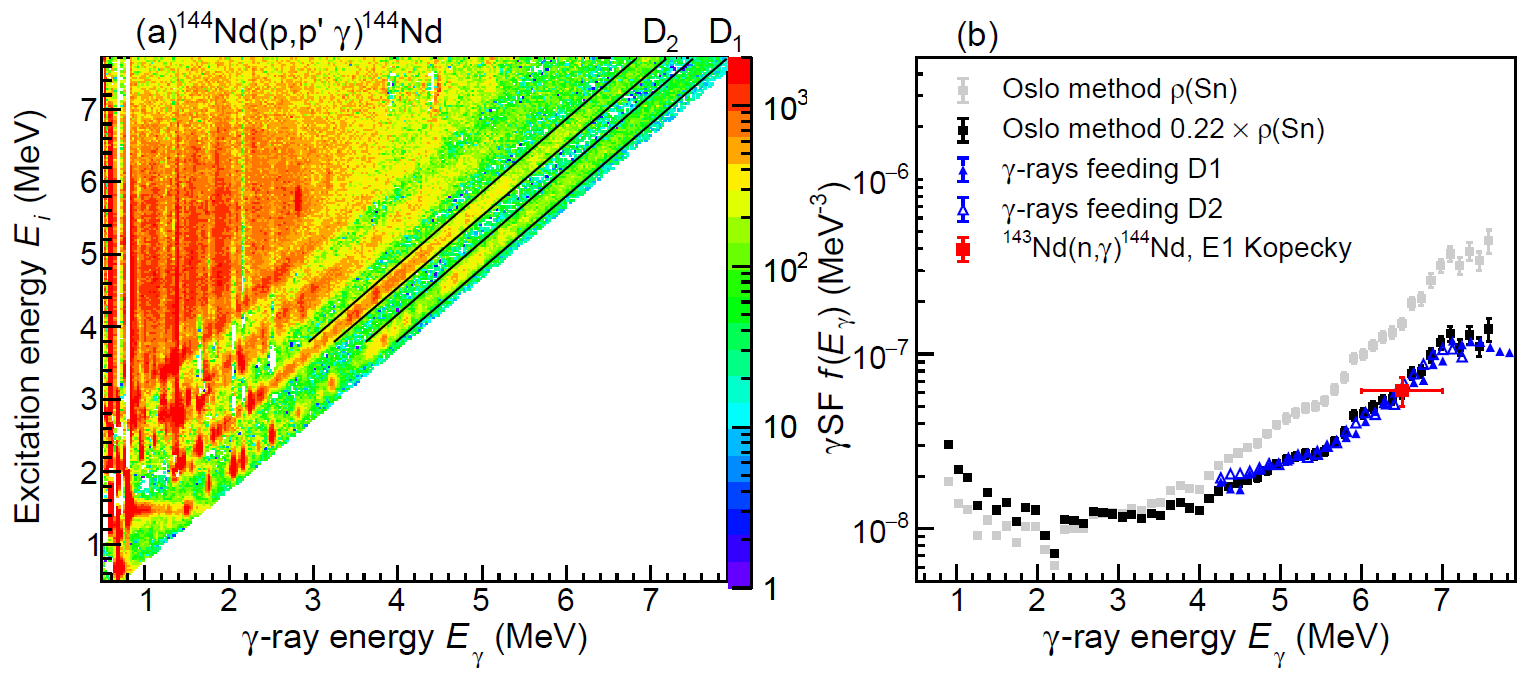 (a)¹⁴⁴Nd(p,p' γ)¹⁴⁴Nd
D₂ D₁
Excitation energy Eᵢ (MeV)
7
6
5
4
3
2
1
1 2 3 4 5 6 7
γ-ray energy E_γ (MeV)
10³
10²
10
1
(b)
Oslo method ρ(Sn)
Oslo method 0.22 × ρ(Sn)
γ-rays feeding D1
γ-rays feeding D2
¹⁴³Nd(n,γ)¹⁴⁴Nd, E1 Kopecky
γSF f(E_γ) (MeV⁻³)
10⁻⁶
10⁻⁷
10⁻⁸
1 2 3 4 5 6 7
γ-ray energy E_γ (MeV)